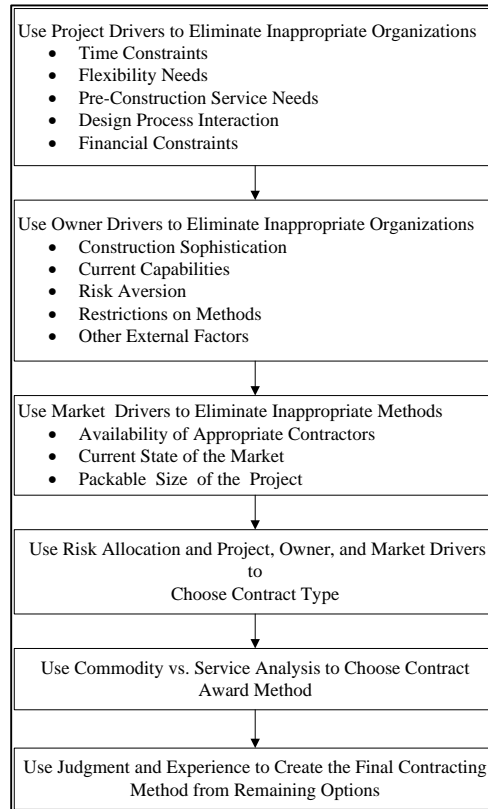 Use Project Drivers to Eliminate Inappropriate Organizations
• Time Constraints
• Flexibility Needs
• Pre-Construction Service Needs
• Design Process Interaction
• Financial Constraints
Use Owner Drivers to Eliminate Inappropriate Organizations
• Construction Sophistication
• Current Capabilities
• Risk Aversion
• Restrictions on Methods
• Other External Factors
Use Market Drivers to Eliminate Inappropriate Methods
• Availability of Appropriate Contractors
• Current State of the Market
• Packable Size of the Project
Use Risk Allocation and Project, Owner, and Market Drivers
to
Choose Contract Type
Use Commodity vs. Service Analysis to Choose Contract
Award Method
Use Judgment and Experience to Create the Final Contracting
Method from Remaining Options